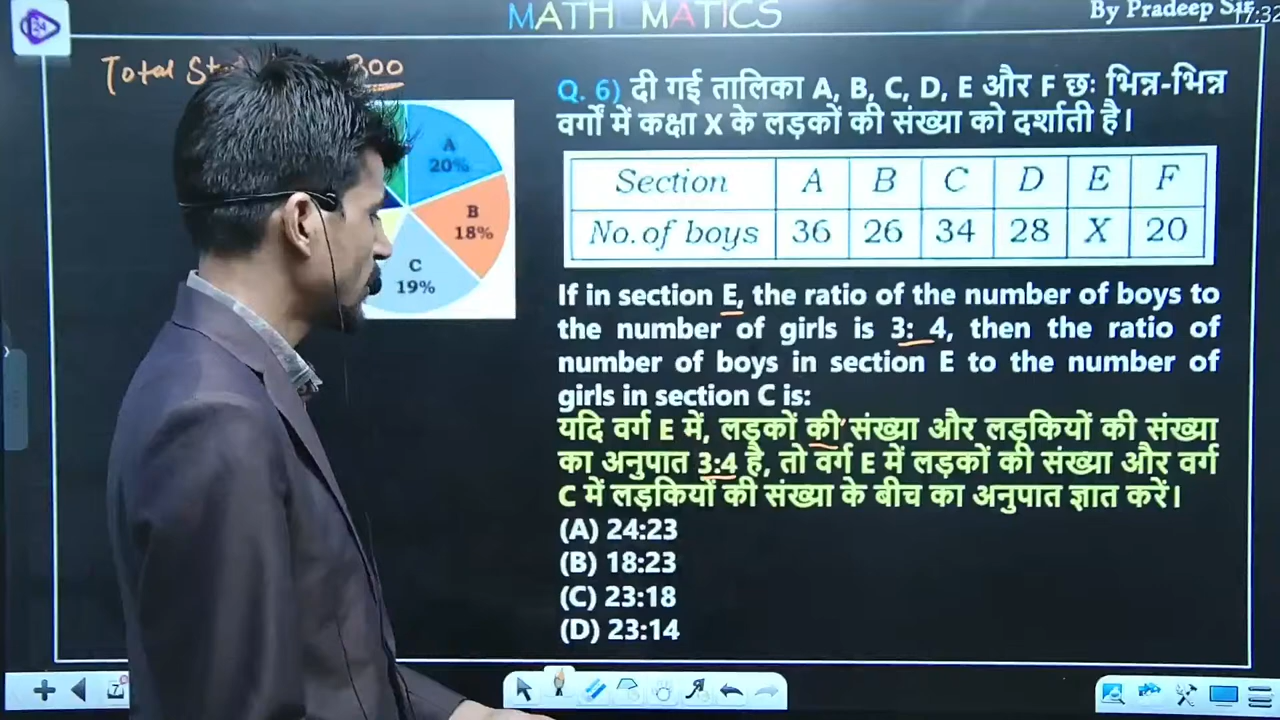 MATH MATICS
By Pradeep Sir
17:32
Total 300
A
20%
B
18%
C
19%
Q. 6) दी गई तालिका A, B, C, D, E और F छः भिन्न-भिन्न
वर्गों में कक्षा X के लड़कों की संख्या को दर्शाती है।
Section A B C D E F
No. of boys 36 26 34 28 X 20
If in section E, the ratio of the number of boys to
the number of girls is 3: 4, then the ratio of
number of boys in section E to the number of
girls in section C is:
यदि वर्ग E में, लड़कों की संख्या और लड़कियों की संख्या
का अनुपात 3:4 है, तो वर्ग E में लड़कों की संख्या और वर्ग
C में लड़कियों की संख्या के बीच का अनुपात ज्ञात करें।
(A) 24:23
(B) 18:23
(C) 23:18
(D) 23:14